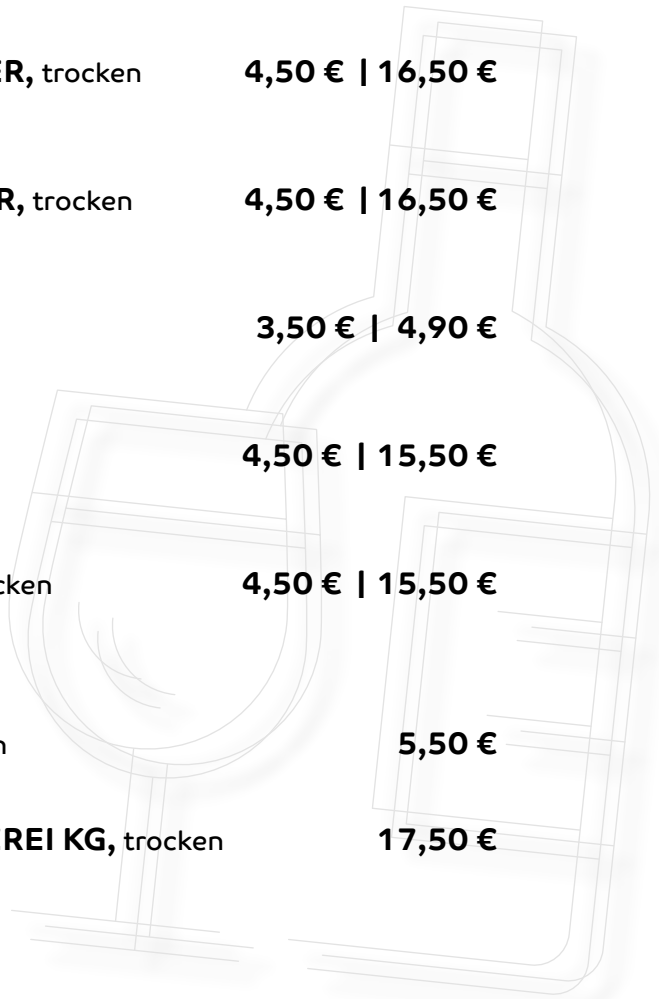 ER, trocken 4,50 € | 16,50 €
R, trocken 4,50 € | 16,50 €
3,50 € | 4,90 €
4,50 € | 15,50 €
cken 4,50 € | 15,50 €
n 5,50 €
EREI KG, trocken 17,50 €